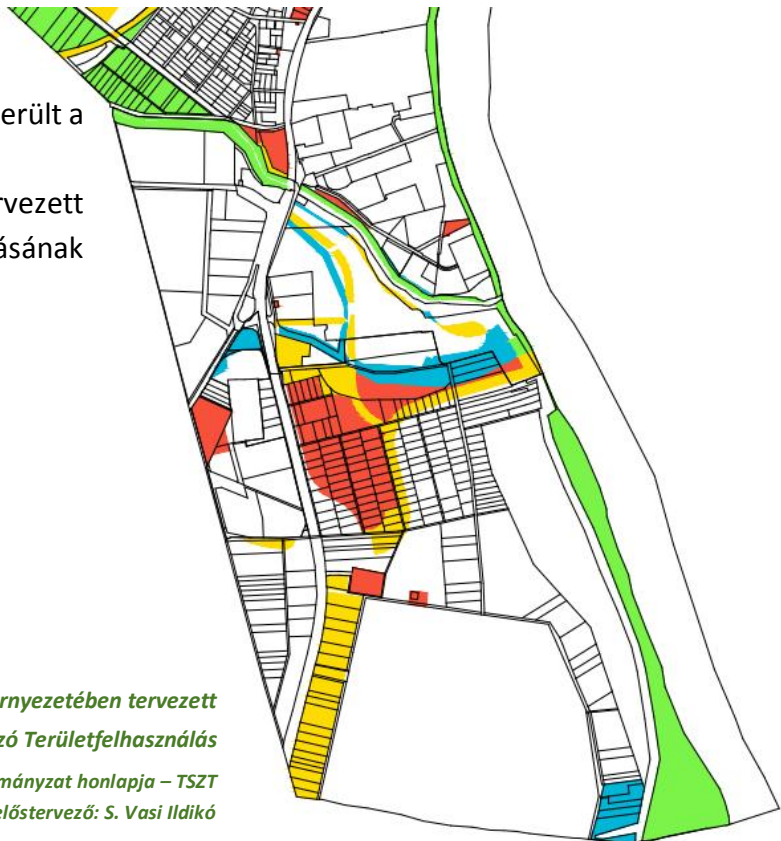 erült a
rvezett
ásának
rnyezetében tervezett
zó Területfelhasználás
mányzat honlapja – TSZT
előstervező: S. Vasi Ildikó